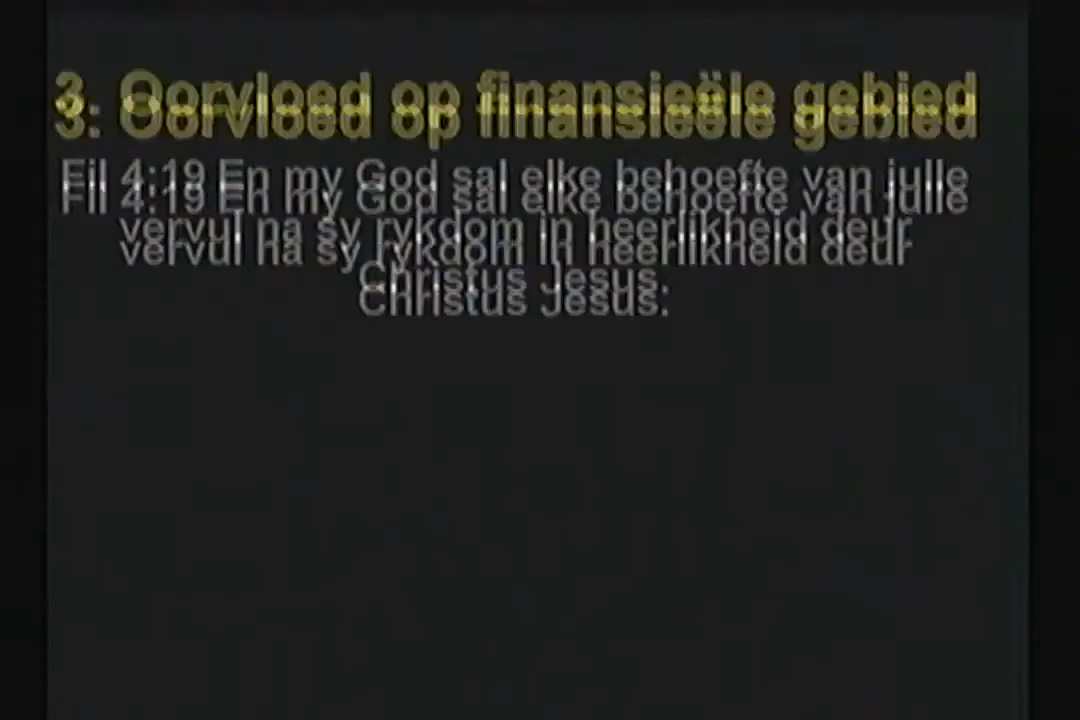 3: Oorvloed op finansieële gebied
Fil 4:19 En my God sal elke behoefte van julle
vervul na sy rykdom in heerlikheid deur
Christus Jesus: